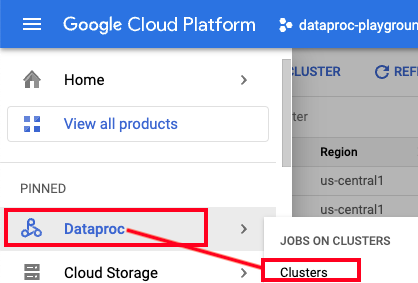 Google Cloud Platform
dataproc-playgroun
Home
CLUSTER
REF
View all products
ter
Region
PINNED
us-central1
Dataproc
us-central1
JOBS ON CLUSTERS
Cloud Storage
Clusters